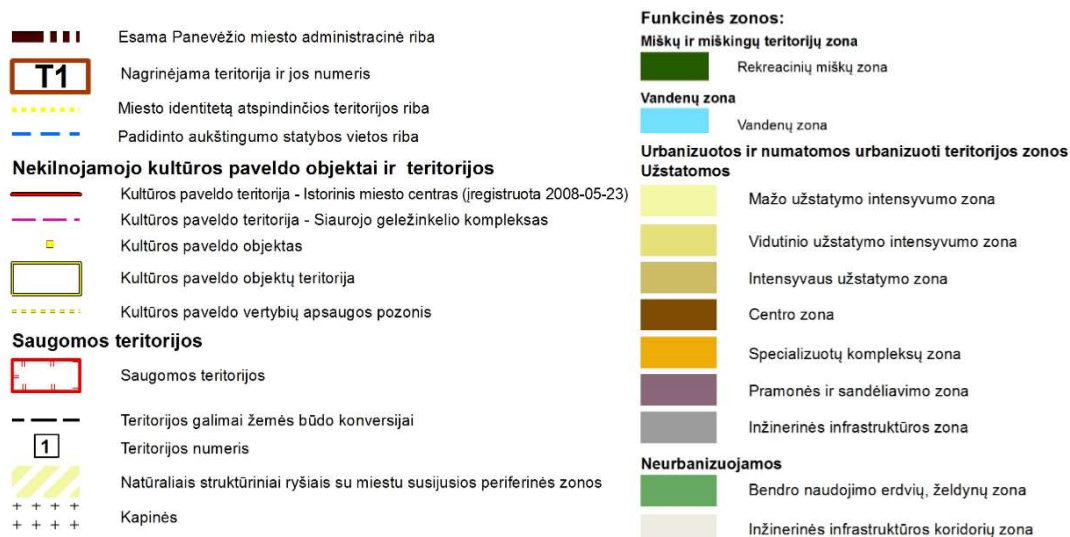 Esama Panevėžio miesto administracinė riba
T1
Nagrinėjama teritorija ir jos numeris
Miesto identitetą atspindinčios teritorijos riba
Padidinto aukštingumo statybos vietos riba
Nekilnojamojo kultūros paveldo objektai ir teritorijos
Kultūros paveldo teritorija - Istorinis miesto centras (įregistruota 2008-05-23)
Kultūros paveldo teritorija - Siaurojo geležinkelio kompleksas
Kultūros paveldo objektas
Kultūros paveldo objektų teritorija
Kultūros paveldo vertybių apsaugos pozonis
Saugomos teritorijos
Saugomos teritorijos
Teritorijos galimai žemės būdo konversijai
1
Teritorijos numeris
Natūraliais struktūriniai ryšiais su miestu susijusios periferinės zonos
Kapinės
Funkcinės zonos:
Miškų ir miškingų teritorijų zona
Rekreacinių miškų zona
Vandenų zona
Vandenų zona
Urbanizuotos ir numatomos urbanizuoti teritorijos zonos
Užstatomos
Mažo užstatymo intensyvumo zona
Vidutinio užstatymo intensyvumo zona
Intensyvaus užstatymo zona
Centro zona
Specializuotų kompleksų zona
Pramonės ir sandėliavimo zona
Inžinerinės infrastruktūros zona
Neurbanizuojamos
Bendro naudojimo erdvių, želdynų zona
Inžinerinės infrastruktūros koridorių zona